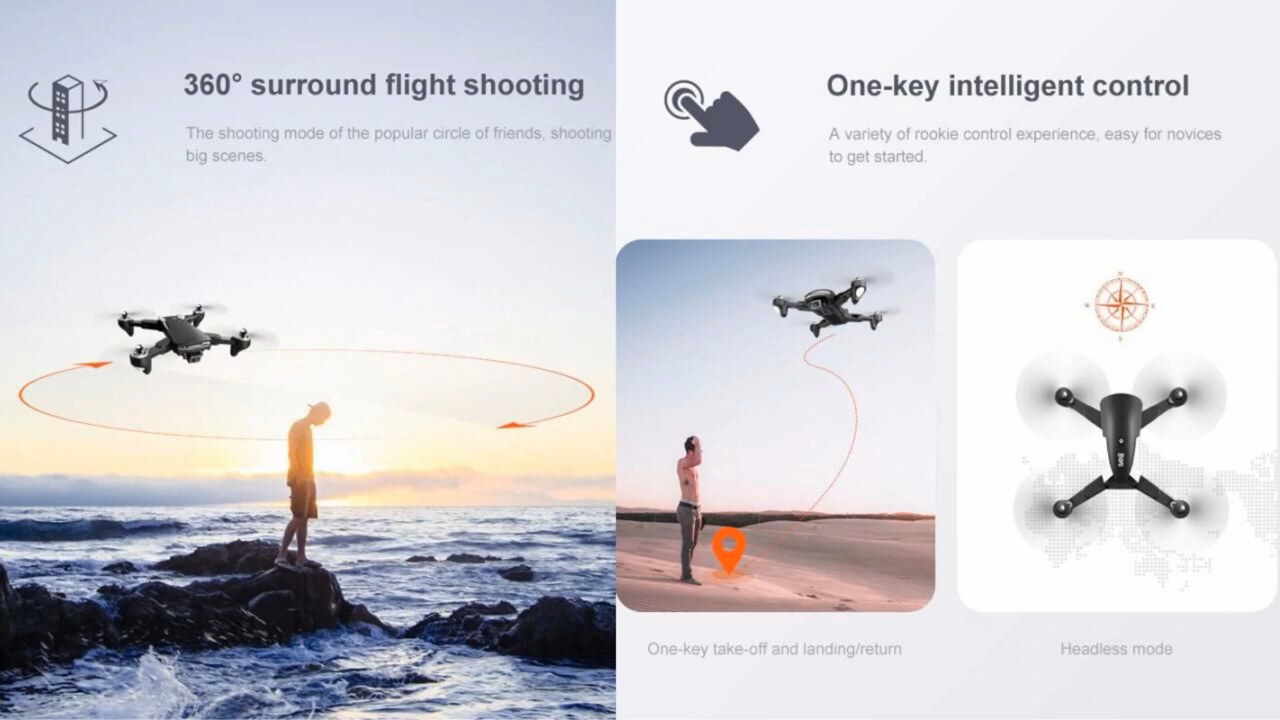 360° surround flight shooting
The shooting mode of the popular circle of friends, shooting
big scenes.
One-key intelligent control
A variety of rookie control experience, easy for novices
to get started.
N
W E
S
One-key take-off and landing/return
Headless mode